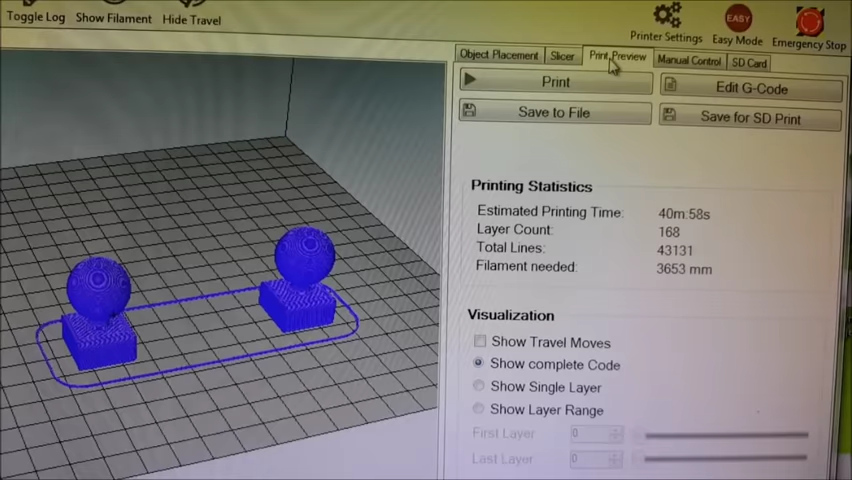 Toggle Log Show Filament Hide Travel
Printer Settings EASY Easy Mode Emergency Stop
Object Placement Slicer Print Preview Manual Control SD Card
Print Edit G-Code
Save to File Save for SD Print
Printing Statistics
Estimated Printing Time: 40m:58s
Layer Count: 168
Total Lines: 43131
Filament needed: 3653 mm
Visualization
Show Travel Moves
Show complete Code
Show Single Layer
Show Layer Range
First Layer 0
Last Layer 0